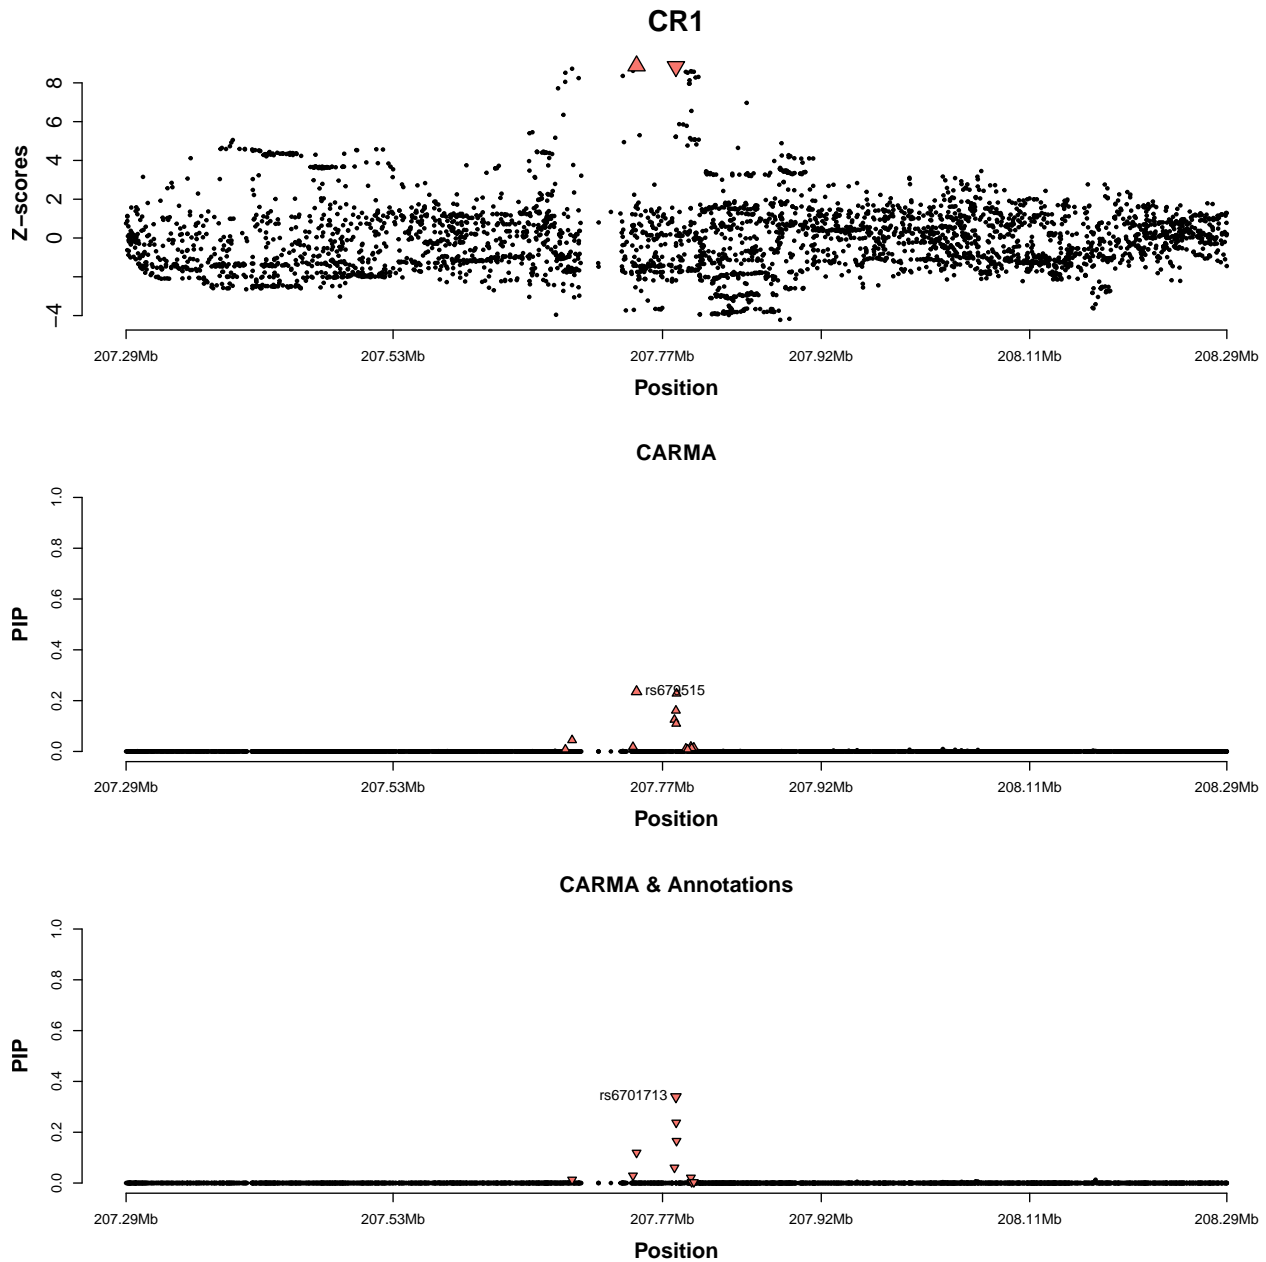 CR1
Z−scores
8
6
4
2
0
−4
207.29Mb 207.53Mb 207.77Mb 207.92Mb 208.11Mb 208.29Mb
Position
CARMA
PIP
1.0
0.8
0.6
0.4
0.2
0.0
rs679515
207.29Mb 207.53Mb 207.77Mb 207.92Mb 208.11Mb 208.29Mb
Position
CARMA & Annotations
PIP
1.0
0.8
0.6
0.4
0.2
0.0
rs6701713
207.29Mb 207.53Mb 207.77Mb 207.92Mb 208.11Mb 208.29Mb
Position